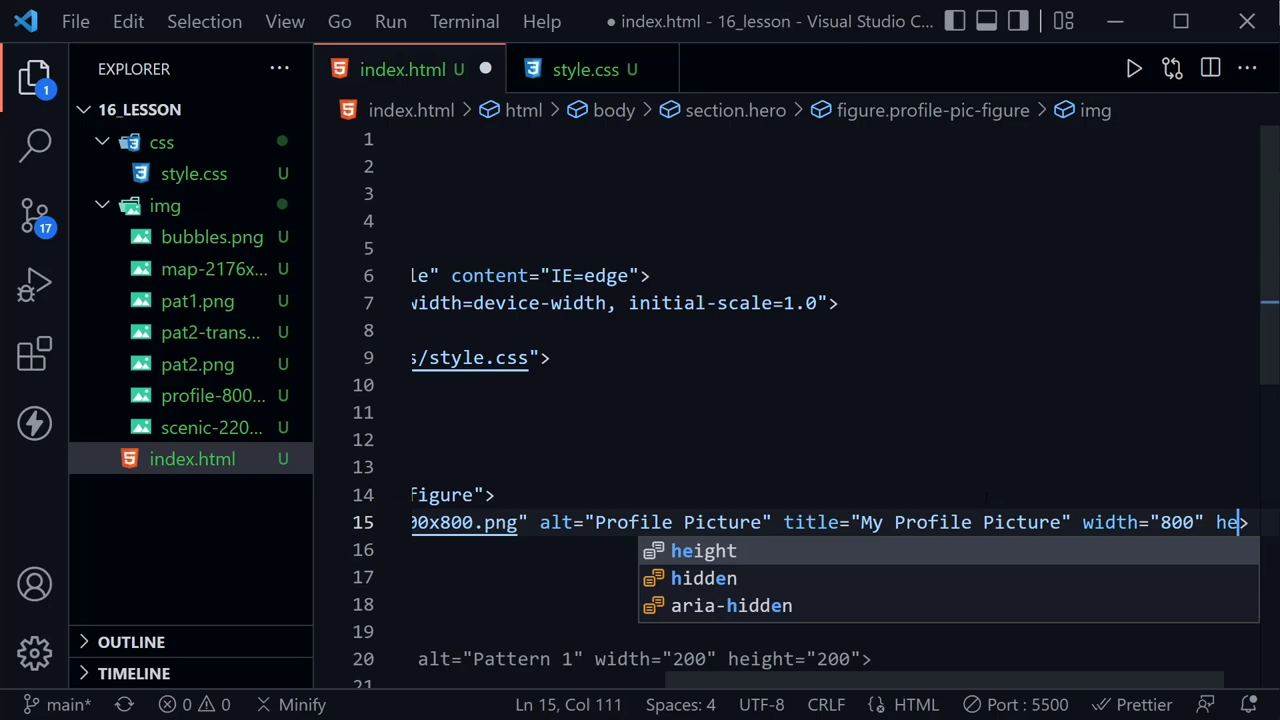 File Edit Selection View Go Run Terminal Help ● index.html - 16_lesson - Visual Studio C...
EXPLORER ...
index.html U ● style.css U
index.html > html > body > section.hero > figure.profile-pic-figure > img
1
16_LESSON
css
style.css U
img
bubbles.png U
map-2176x... U
pat1.png U
pat2-trans... U
pat2.png U
profile-800... U
scenic-220... U
index.html U
OUTLINE
TIMELINE
1
2
3
4
5
6 le" content="IE=edge">
7 width=device-width, initial-scale=1.0">
8
9 s/style.css">
10
11
12
13
14 figure">
15 00x800.png" alt="Profile Picture" title="My Profile Picture" width="800" he>
16 height
17 hidden
18 aria-hidden
19
20 alt="Pattern 1" width="200" height="200">
21
17
main* 0 0 Minify Ln 15, Col 111 Spaces: 4 UTF-8 CRLF HTML Port : 5500 Prettier